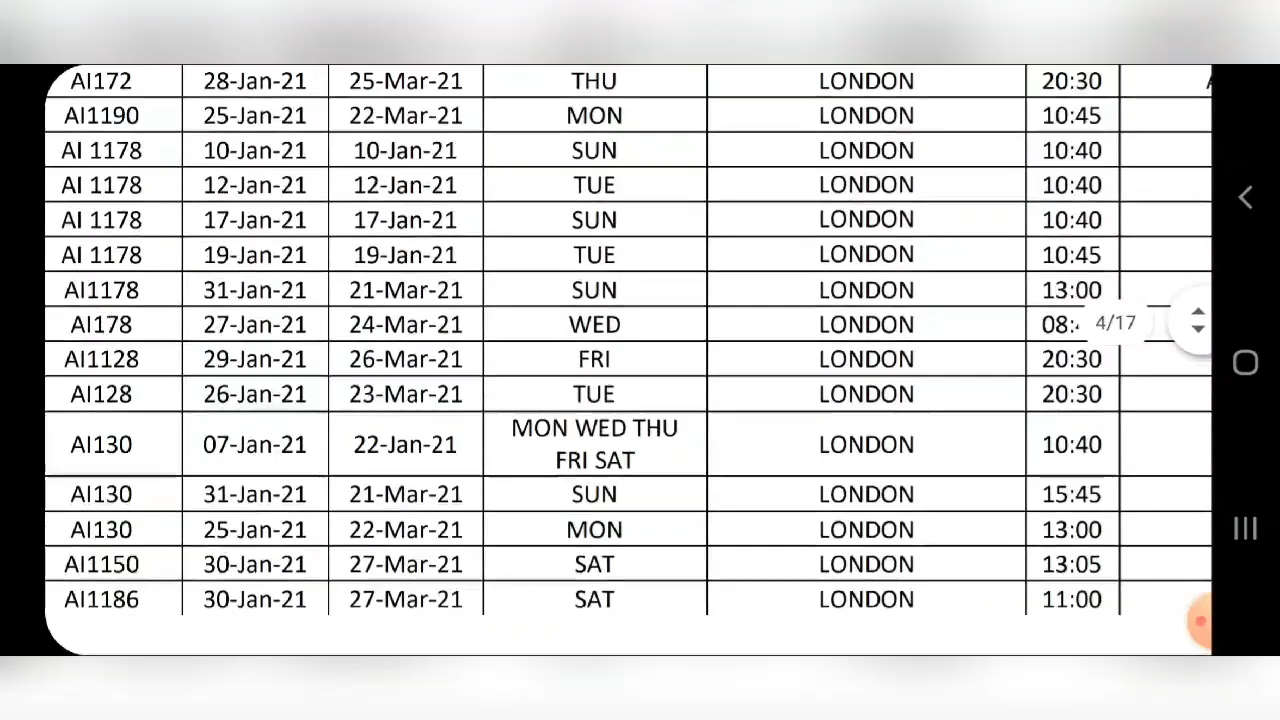 AI172 28-Jan-21 25-Mar-21 THU LONDON 20:30
AI1190 25-Jan-21 22-Mar-21 MON LONDON 10:45
AI 1178 10-Jan-21 10-Jan-21 SUN LONDON 10:40
AI 1178 12-Jan-21 12-Jan-21 TUE LONDON 10:40
AI 1178 17-Jan-21 17-Jan-21 SUN LONDON 10:40
AI 1178 19-Jan-21 19-Jan-21 TUE LONDON 10:45
AI1178 31-Jan-21 21-Mar-21 SUN LONDON 13:00
AI178 27-Jan-21 24-Mar-21 WED LONDON 08: 4/17
AI1128 29-Jan-21 26-Mar-21 FRI LONDON 20:30
AI128 26-Jan-21 23-Mar-21 TUE LONDON 20:30
MON WED THU
AI130 07-Jan-21 22-Jan-21 LONDON 10:40
FRI SAT
AI130 31-Jan-21 21-Mar-21 SUN LONDON 15:45
AI130 25-Jan-21 22-Mar-21 MON LONDON 13:00
AI1150 30-Jan-21 27-Mar-21 SAT LONDON 13:05
AI1186 30-Jan-21 27-Mar-21 SAT LONDON 11:00